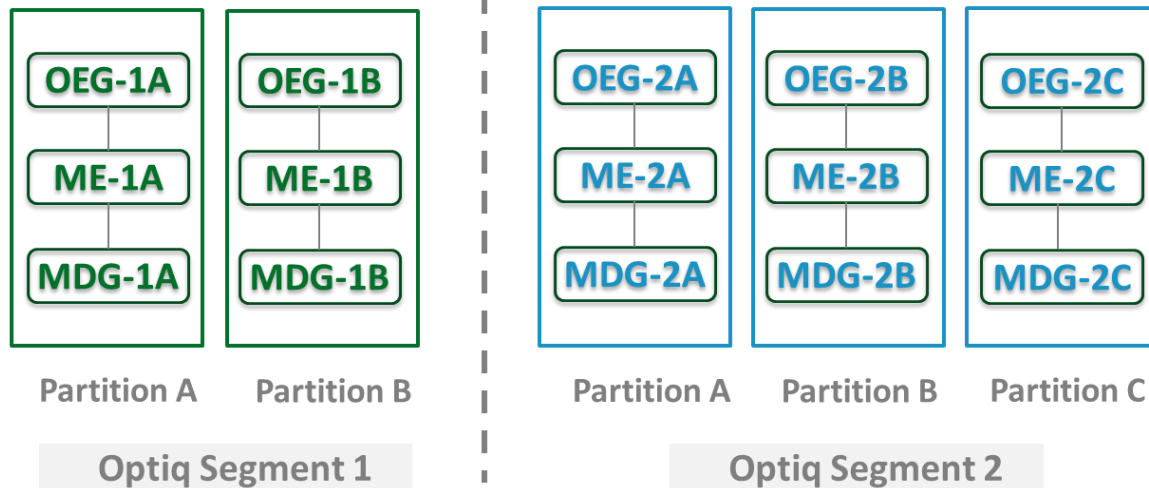 OEG-1A
ME-1A
MDG-1A
Partition A
OEG-1B
ME-1B
MDG-1B
Partition B
Optiq Segment 1
OEG-2A
ME-2A
MDG-2A
Partition A
OEG-2B
ME-2B
MDG-2B
Partition B
OEG-2C
ME-2C
MDG-2C
Partition C
Optiq Segment 2